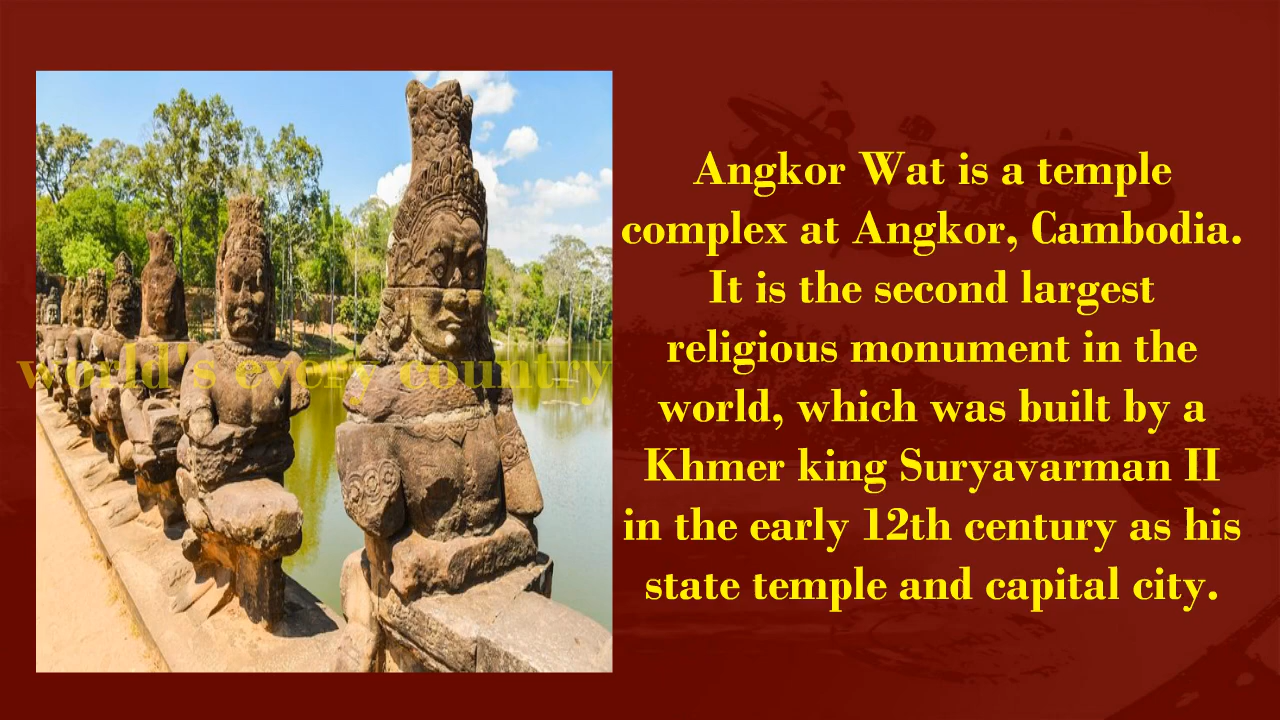 world's every country
Angkor Wat is a temple
complex at Angkor, Cambodia.
It is the second largest
religious monument in the
world, which was built by a
Khmer king Suryavarman II
in the early 12th century as his
state temple and capital city.